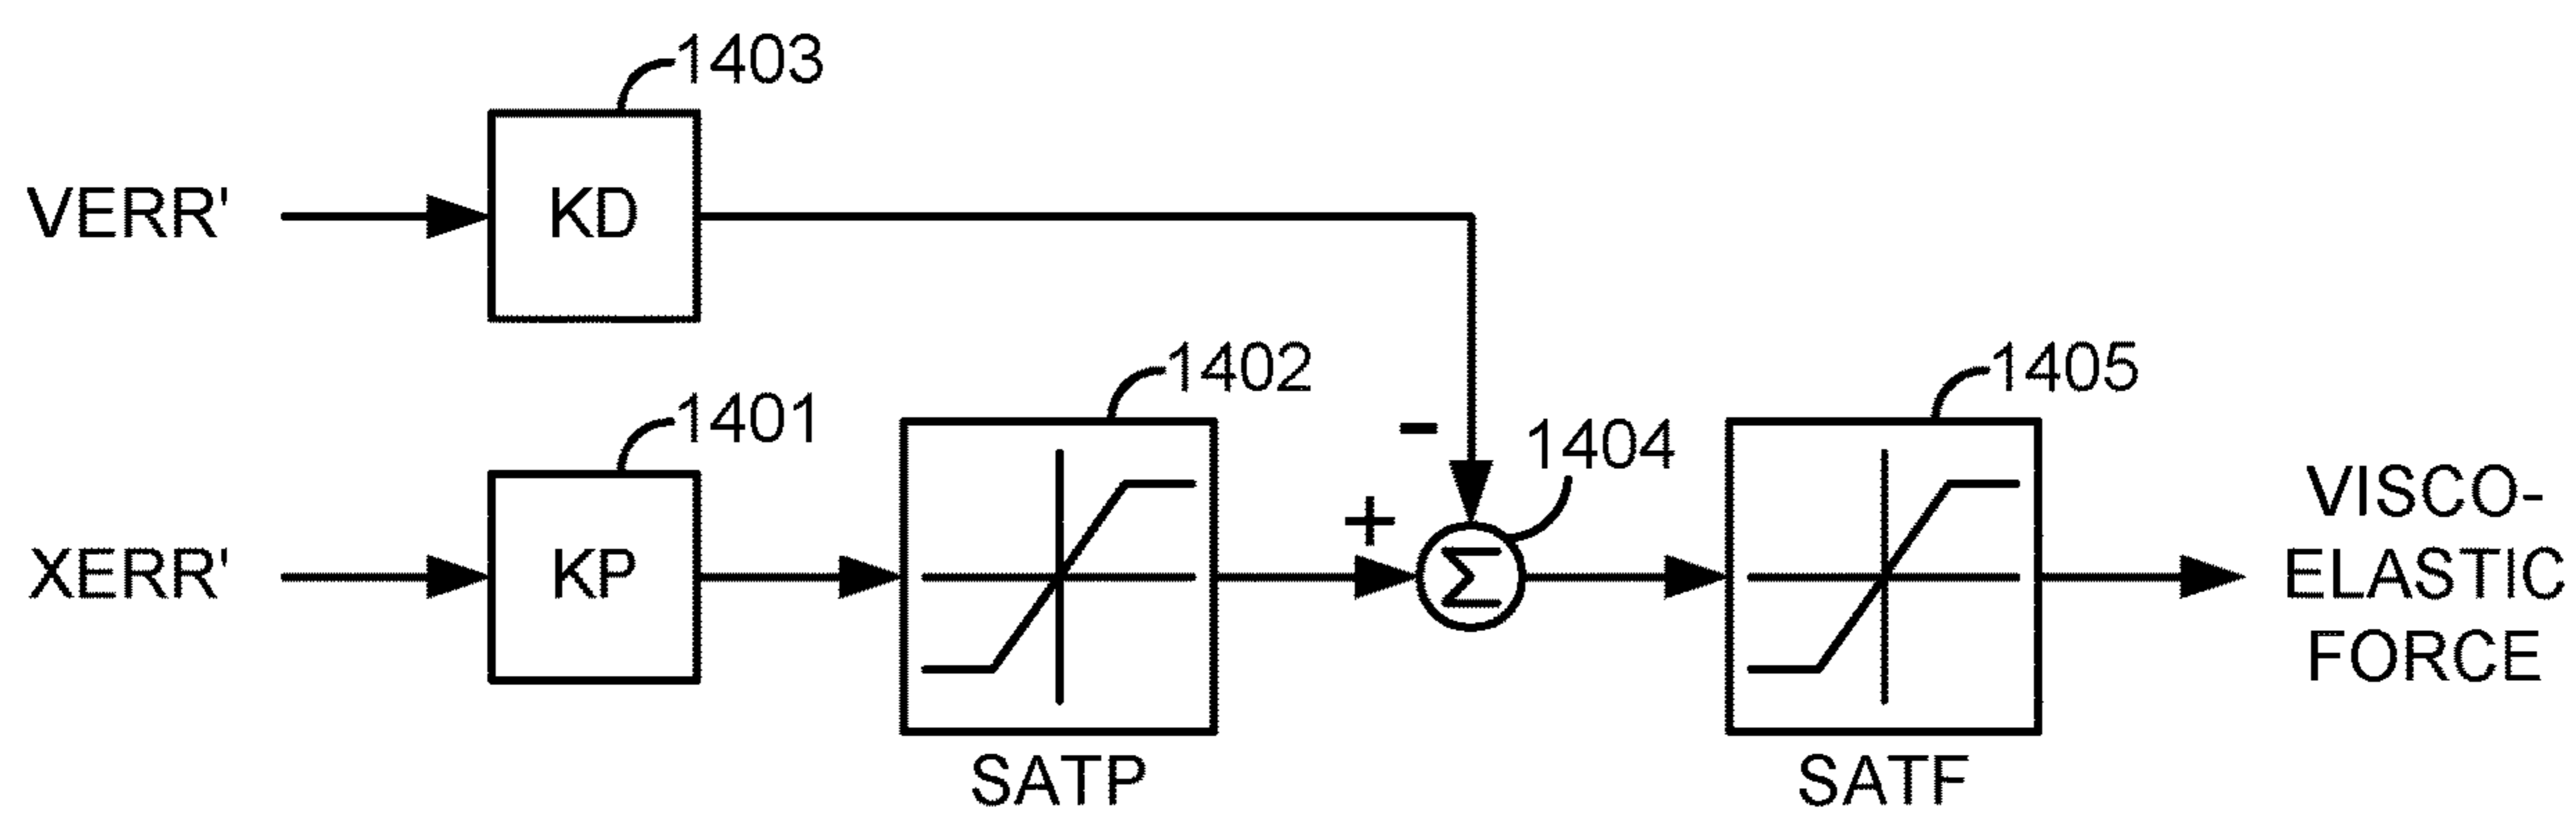 1403
VERR'
KD
1402
1405
1401
-
1404
+
XERR'
KP
Σ
VISCO-
ELASTIC
FORCE
SATP
SATF